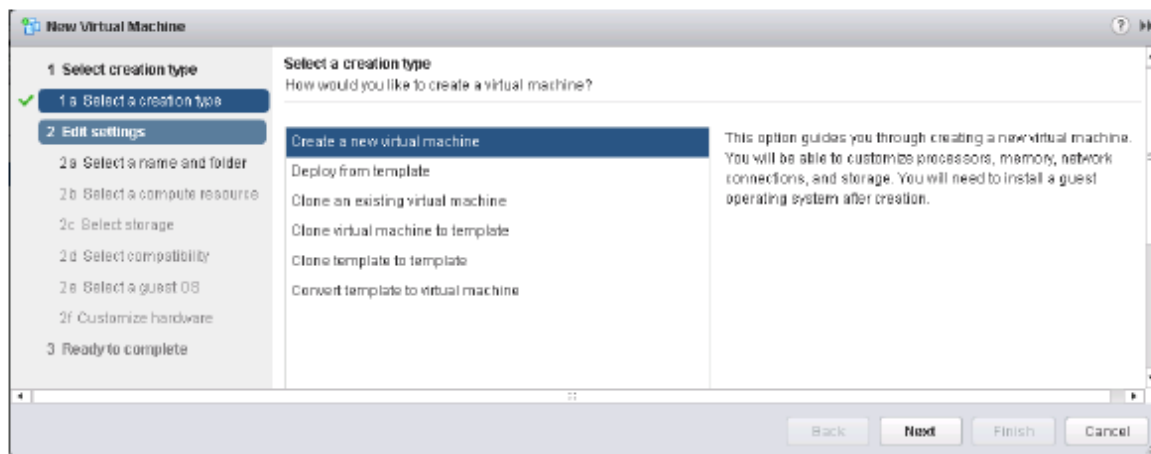 New Virtual Machine
1 Select creation type
1a Select a creation type
2 Edit settings
2a Select a name and folder
2b Select a compute resource
2c Select storage
2d Select compatibility
2e Select a guest OS
2f Customize hardware
3 Ready to complete
Select a creation type
How would you like to create a virtual machine?
Create a new virtual machine
Deploy from template
Clone an existing virtual machine
Clone virtual machine to template
Clone template to template
Convert template to virtual machine
This option guides you through creating a new virtual machine.
You will be able to customize processors, memory, network
connections, and storage. You will need to install a guest
operating system after creation.
Back
Next
Finish
Cancel